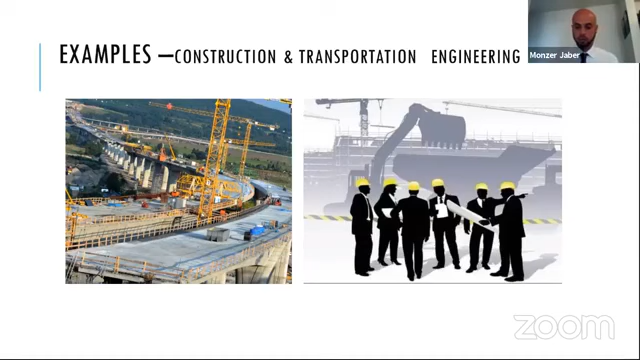 EXAMPLES –CONSTRUCTION & TRANSPORTATION ENGINEERING
Monzer Jaber
zoom